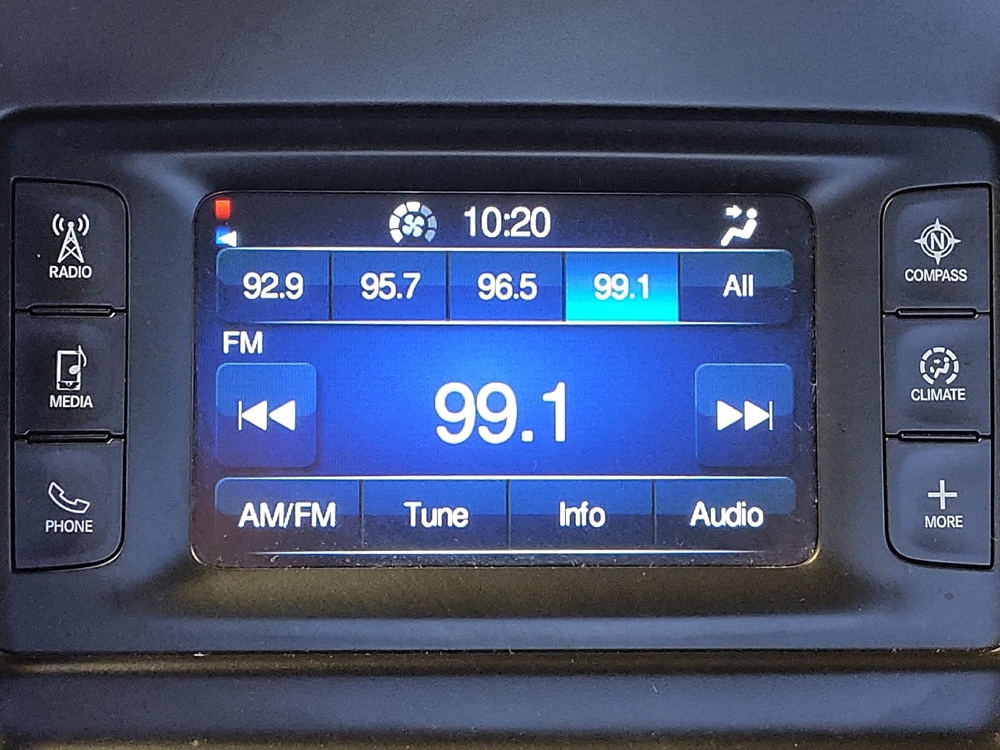 10:20
RADIO
COMPASS
92.9 95.7 96.5 99.1 All
FM
MEDIA
99.1
CLIMATE
AM/FM Tune Info Audio
PHONE
MORE
N